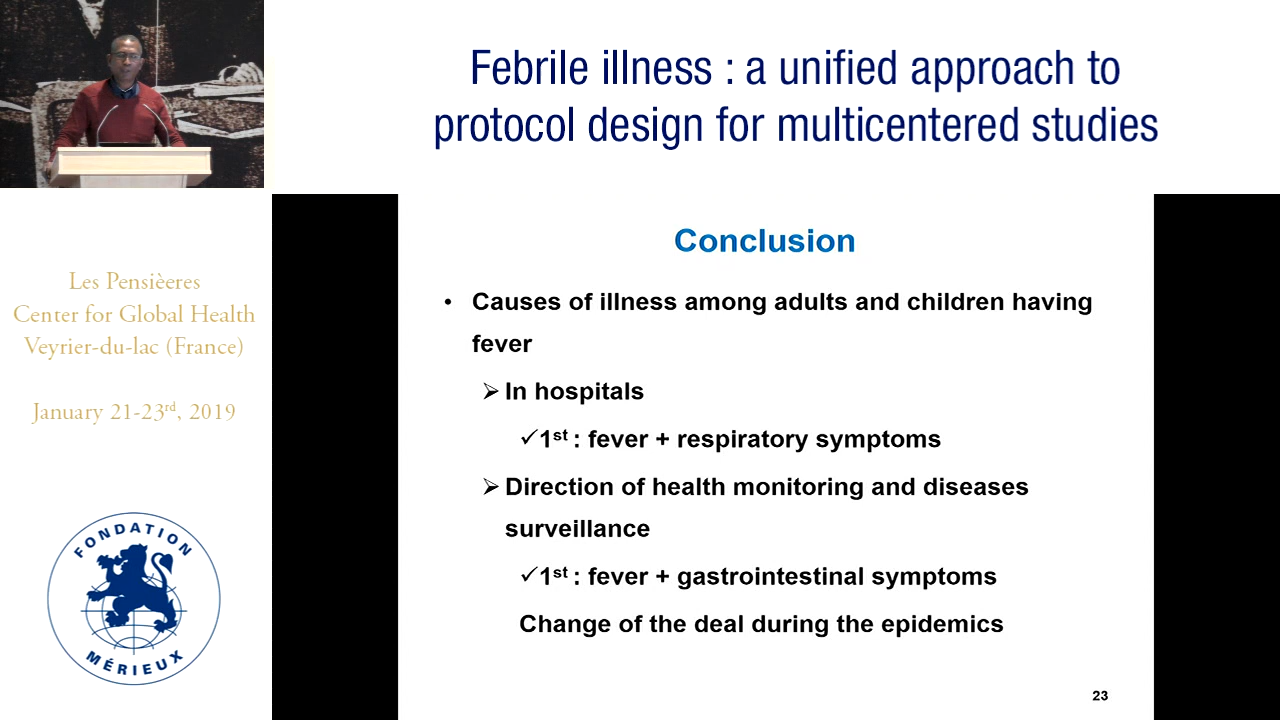 Febrile illness : a unified approach to
protocol design for multicentered studies
Les Pensièeres
Center for Global Health
Veyrier-du-lac (France)
January 21-23rd, 2019
FONDATION
MÉRIEUX
Conclusion
• Causes of illness among adults and children having
fever
➢ In hospitals
✓1st : fever + respiratory symptoms
➢ Direction of health monitoring and diseases
surveillance
✓1st : fever + gastrointestinal symptoms
Change of the deal during the epidemics
23